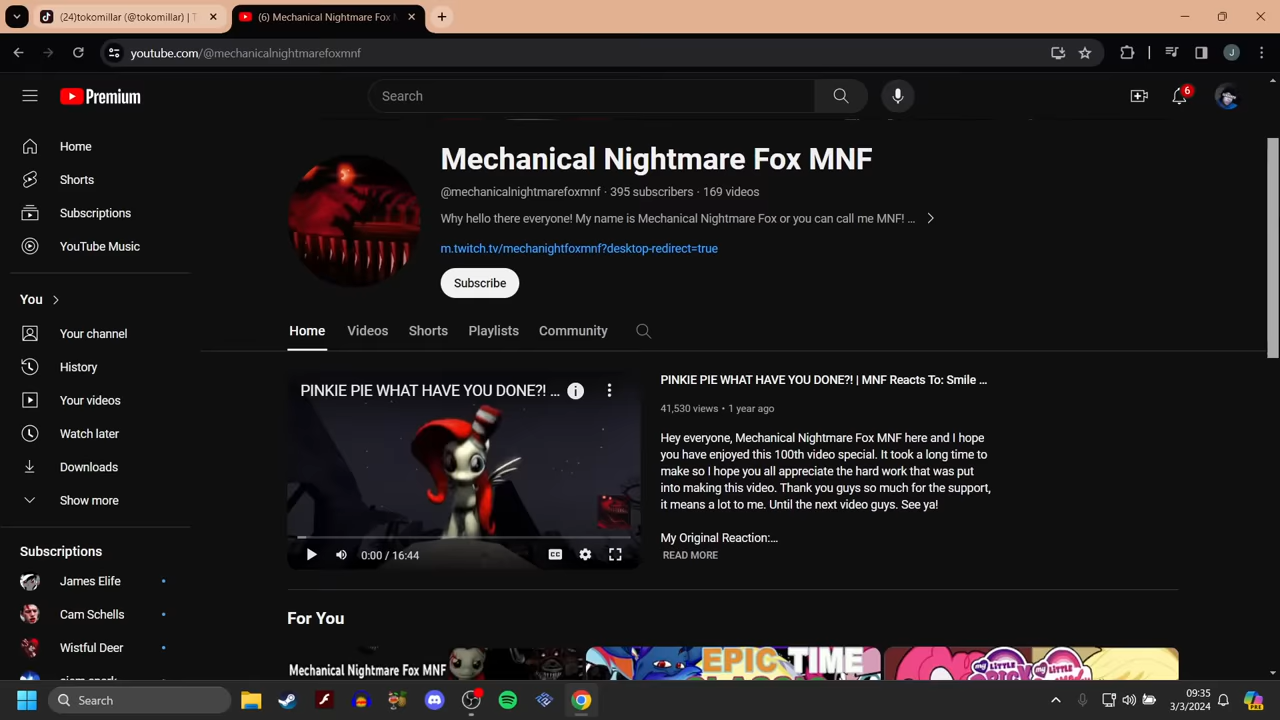 (24)tokomillar (@tokomillar) | T
(6) Mechanical Nightmare Fox M
youtube.com/@mechanicalnightmarefoxmnf
J
Premium
Search
6
Home
Shorts
Subscriptions
YouTube Music
You
Your channel
History
Your videos
Watch later
Downloads
Show more
Subscriptions
James Elife
Cam Schells
Wistful Deer
Mechanical Nightmare Fox MNF
@mechanicalnightmarefoxmnf · 395 subscribers · 169 videos
Why hello there everyone! My name is Mechanical Nightmare Fox or you can call me MNF! ...
m.twitch.tv/mechanightfoxmnf?desktop-redirect=true
Subscribe
Home Videos Shorts Playlists Community
PINKIE PIE WHAT HAVE YOU DONE?! ...
0:00 / 16:44
CC
PINKIE PIE WHAT HAVE YOU DONE?! | MNF Reacts To: Smile ...
41,530 views • 1 year ago
Hey everyone, Mechanical Nightmare Fox MNF here and I hope
you have enjoyed this 100th video special. It took a long time to
make so I hope you all appreciate the hard work that was put
into making this video. Thank you guys so much for the support,
it means a lot to me. Until the next video guys. See ya!
My Original Reaction:...
READ MORE
For You
Mechanical Nightmare Fox MNF
EPIC TIME
Search
09:35
3/3/2024
PRE